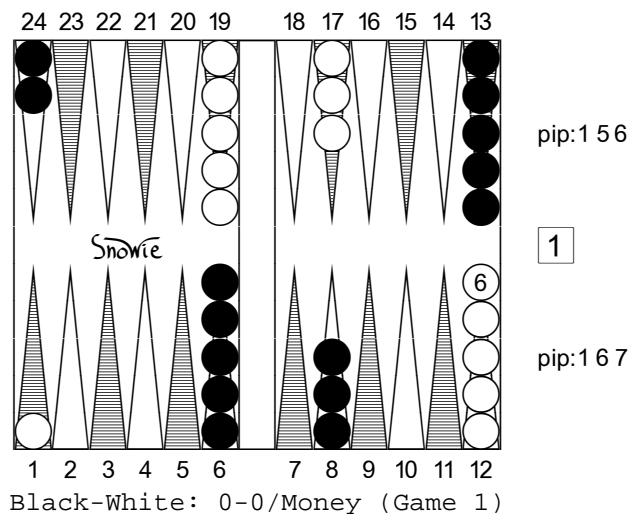 24 23 22 21 20 19 18 17 16 15 14 13
pip:156
Snowie
1
6
pip:167
1 2 3 4 5 6 7 8 9 10 11 12
Black-White: 0-0/Money (Game 1)